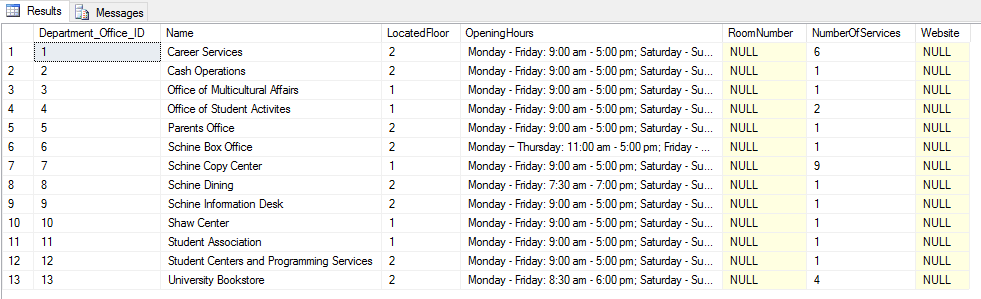 Results Messages
Department_Office_ID Name LocatedFloor OpeningHours RoomNumber NumberOfServices Website
1 1 Career Services 2 Monday - Friday: 9:00 am - 5:00 pm; Saturday - Su... NULL 6 NULL
2 2 Cash Operations 2 Monday - Friday: 9:00 am - 5:00 pm; Saturday - Su... NULL 1 NULL
3 3 Office of Multicultural Affairs 1 Monday - Friday: 9:00 am - 5:00 pm; Saturday - Su... NULL 1 NULL
4 4 Office of Student Activites 1 Monday - Friday: 9:00 am - 5:00 pm; Saturday - Su... NULL 2 NULL
5 5 Parents Office 2 Monday - Friday: 9:00 am - 5:00 pm; Saturday - Su... NULL 1 NULL
6 6 Schine Box Office 2 Monday – Thursday: 11:00 am - 5:00 pm; Friday - ... NULL 1 NULL
7 7 Schine Copy Center 1 Monday - Friday: 9:00 am - 5:00 pm; Saturday - Su... NULL 9 NULL
8 8 Schine Dining 2 Monday - Friday: 7:30 am - 7:00 pm; Saturday - Su... NULL 1 NULL
9 9 Schine Information Desk 2 Monday - Friday: 9:00 am - 5:00 pm; Saturday - Su... NULL 1 NULL
10 10 Shaw Center 1 Monday - Friday: 9:00 am - 5:00 pm; Saturday - Su... NULL 1 NULL
11 11 Student Association 1 Monday - Friday: 9:00 am - 5:00 pm; Saturday - Su... NULL 1 NULL
12 12 Student Centers and Programming Services 2 Monday - Friday: 9:00 am - 5:00 pm; Saturday - Su... NULL 1 NULL
13 13 University Bookstore 2 Monday - Friday: 8:30 am - 6:00 pm; Saturday - Su... NULL 4 NULL